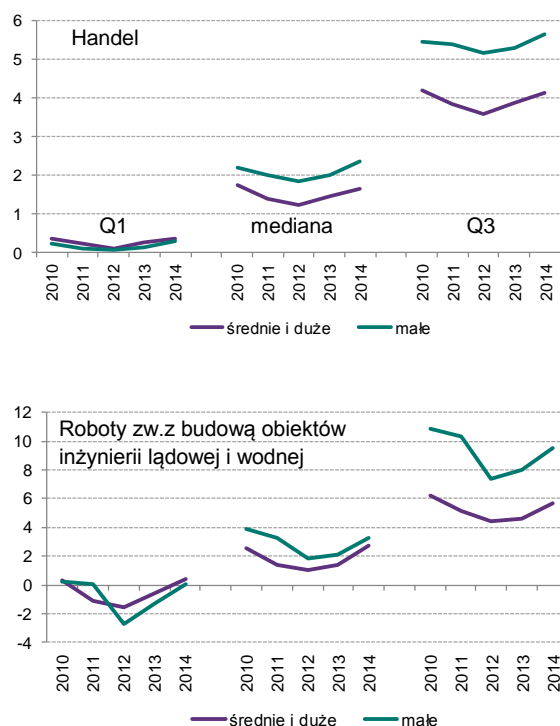 6
5
4
3
2
1
0
Handel
Q1 mediana Q3
2010 2011 2012 2013 2014 2010 2011 2012 2013 2014 2010 2011 2012 2013 2014
średnie i duże małe
12
10
8
6
4
2
0
-2
-4
Roboty zw.z budową obiektów
inżynierii lądowej i wodnej
2010 2011 2012 2013 2014 2010 2011 2012 2013 2014 2010 2011 2012 2013 2014
średnie i duże małe